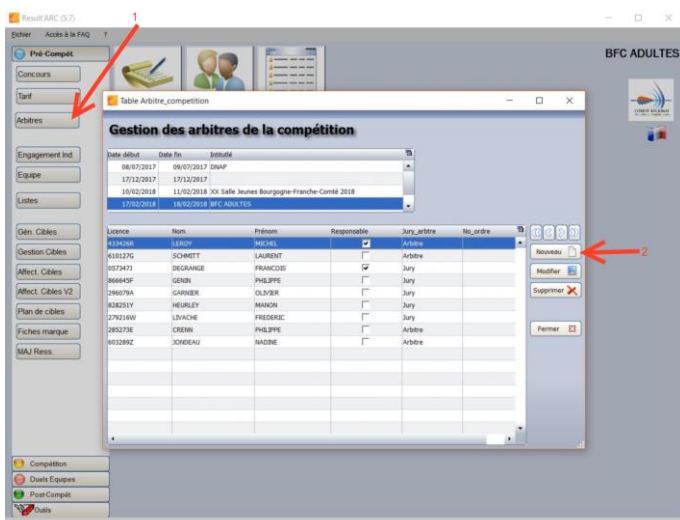 Result'ARC (5.7)
1
Fichier Accès à la FAQ ?
Pré-Compét.
BFC ADULTES
Concours
Tarif
Arbitres
Engagement Ind.
Equipe
Listes
Gén. Cibles
Gestion Cibles
Affect. Cibles
Affect. Cibles V2
Plan de cibles
Fiches marque
MAJ Ress.
Compétition
Duels Equipes
Post-Compét
Outils
Table Arbitre_competition
Gestion des arbitres de la compétition
Date début Date fin Intitulé
08/07/2017 09/07/2017 DNAP
17/12/2017 17/12/2017
10/02/2018 11/02/2018 XX Salle Jeunes Bourgogne-Franche-Comté 2018
17/02/2018 18/02/2018 BFC ADULTES
Licence Nom Prénom Responsable Jury_arbitre No_ordre
433426R LEROY MICHEL Arbitre
610127G SCHMITT LAURENT Arbitre
057347J DEGRANGE FRANCOIS Jury
866645F GENIN PHILIPPE Jury
296079A GARNIER OLIVIER Jury
828251Y HEURLEY MANON Jury
279216W LIVACHE FREDERIC Jury
285273E CRENN PHILIPPE Arbitre
603289Z JONDEAU NADINE Arbitre
Nouveau
2
Modifier
Supprimer
Fermer